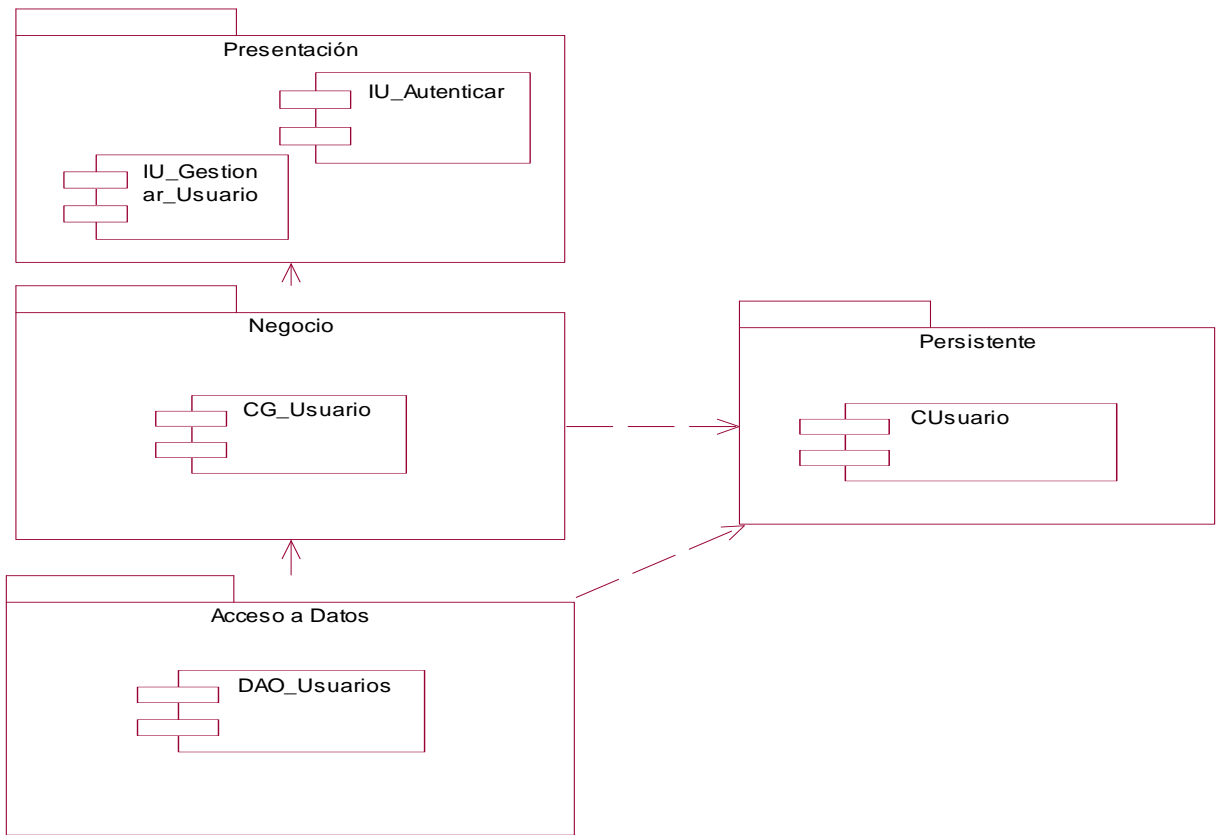 Presentación
IU_Autenticar
IU_Gestion
ar_Usuario
Negocio
CG_Usuario
Persistente
CUsuario
Acceso a Datos
DAO_Usuarios